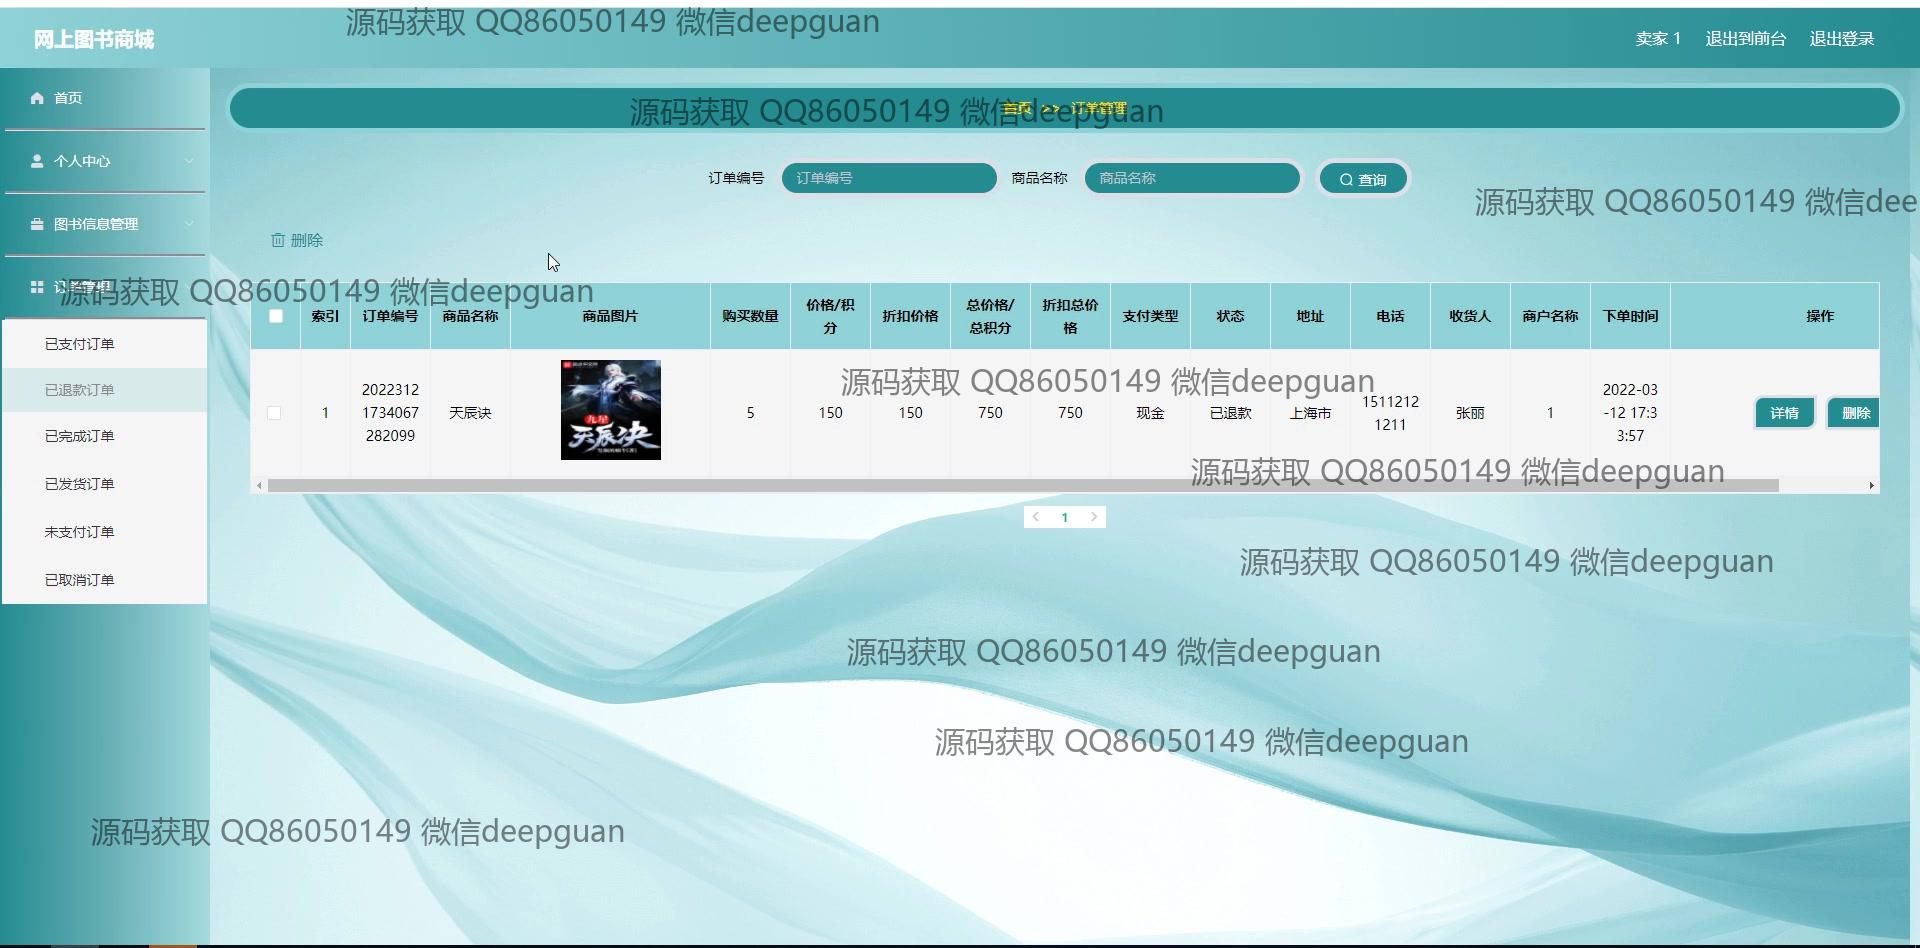 源码获取 QQ86050149 微信deepguan
网上图书商城
卖家 1 退出到前台 退出登录
首页
首页 >> 订单管理
源码获取 QQ86050149 微信deepguan
个人中心
订单编号 订单编号 商品名称 商品名称 查询
源码获取 QQ86050149 微信dee
图书信息管理
删除
订单管理
源码获取 QQ86050149 微信deepguan
索引 订单编号 商品名称 商品图片 购买数量 价格/积分 折扣价格 总价格/总积分 折扣总价格 支付类型 状态 地址 电话 收货人 商户名称 下单时间 操作
已支付订单
已退款订单
已完成订单
已发货订单
未支付订单
已取消订单
源码获取 QQ86050149 微信deepguan
1 2022312 1734067 282099 天辰诀 5 150 150 750 750 现金 已退款 上海市 1511212 1211 张丽 1 2022-03 -12 17:3 3:57 详情 删除
九星
天辰决
源码获取 QQ86050149 微信deepguan
1
源码获取 QQ86050149 微信deepguan
源码获取 QQ86050149 微信deepguan
源码获取 QQ86050149 微信deepguan
源码获取 QQ86050149 微信deepguan